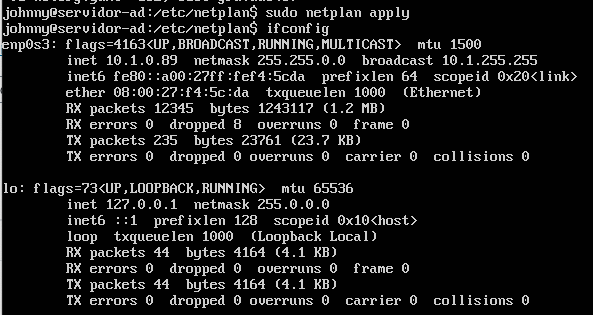 johnny@servidor-ad:/etc/netplan$ sudo netplan apply
johnny@servidor-ad:/etc/netplan$ ifconfig
enp0s3: flags=4163<UP,BROADCAST,RUNNING,MULTICAST>  mtu 1500
        inet 10.1.0.89  netmask 255.255.0.0  broadcast 10.1.255.255
        inet6 fe80::a00:27ff:fef4:5cda  prefixlen 64  scopeid 0x20<link>
        ether 08:00:27:f4:5c:da  txqueuelen 1000  (Ethernet)
        RX packets 12345  bytes 1243117 (1.2 MB)
        RX errors 0  dropped 8  overruns 0  frame 0
        TX packets 235  bytes 23761 (23.7 KB)
        TX errors 0  dropped 0 overruns 0  carrier 0  collisions 0

lo: flags=73<UP,LOOPBACK,RUNNING>  mtu 65536
        inet 127.0.0.1  netmask 255.0.0.0
        inet6 ::1  prefixlen 128  scopeid 0x10<host>
        loop  txqueuelen 1000  (Loopback Local)
        RX packets 44  bytes 4164 (4.1 KB)
        RX errors 0  dropped 0  overruns 0  frame 0
        TX packets 44  bytes 4164 (4.1 KB)
        TX errors 0  dropped 0 overruns 0  carrier 0  collisions 0